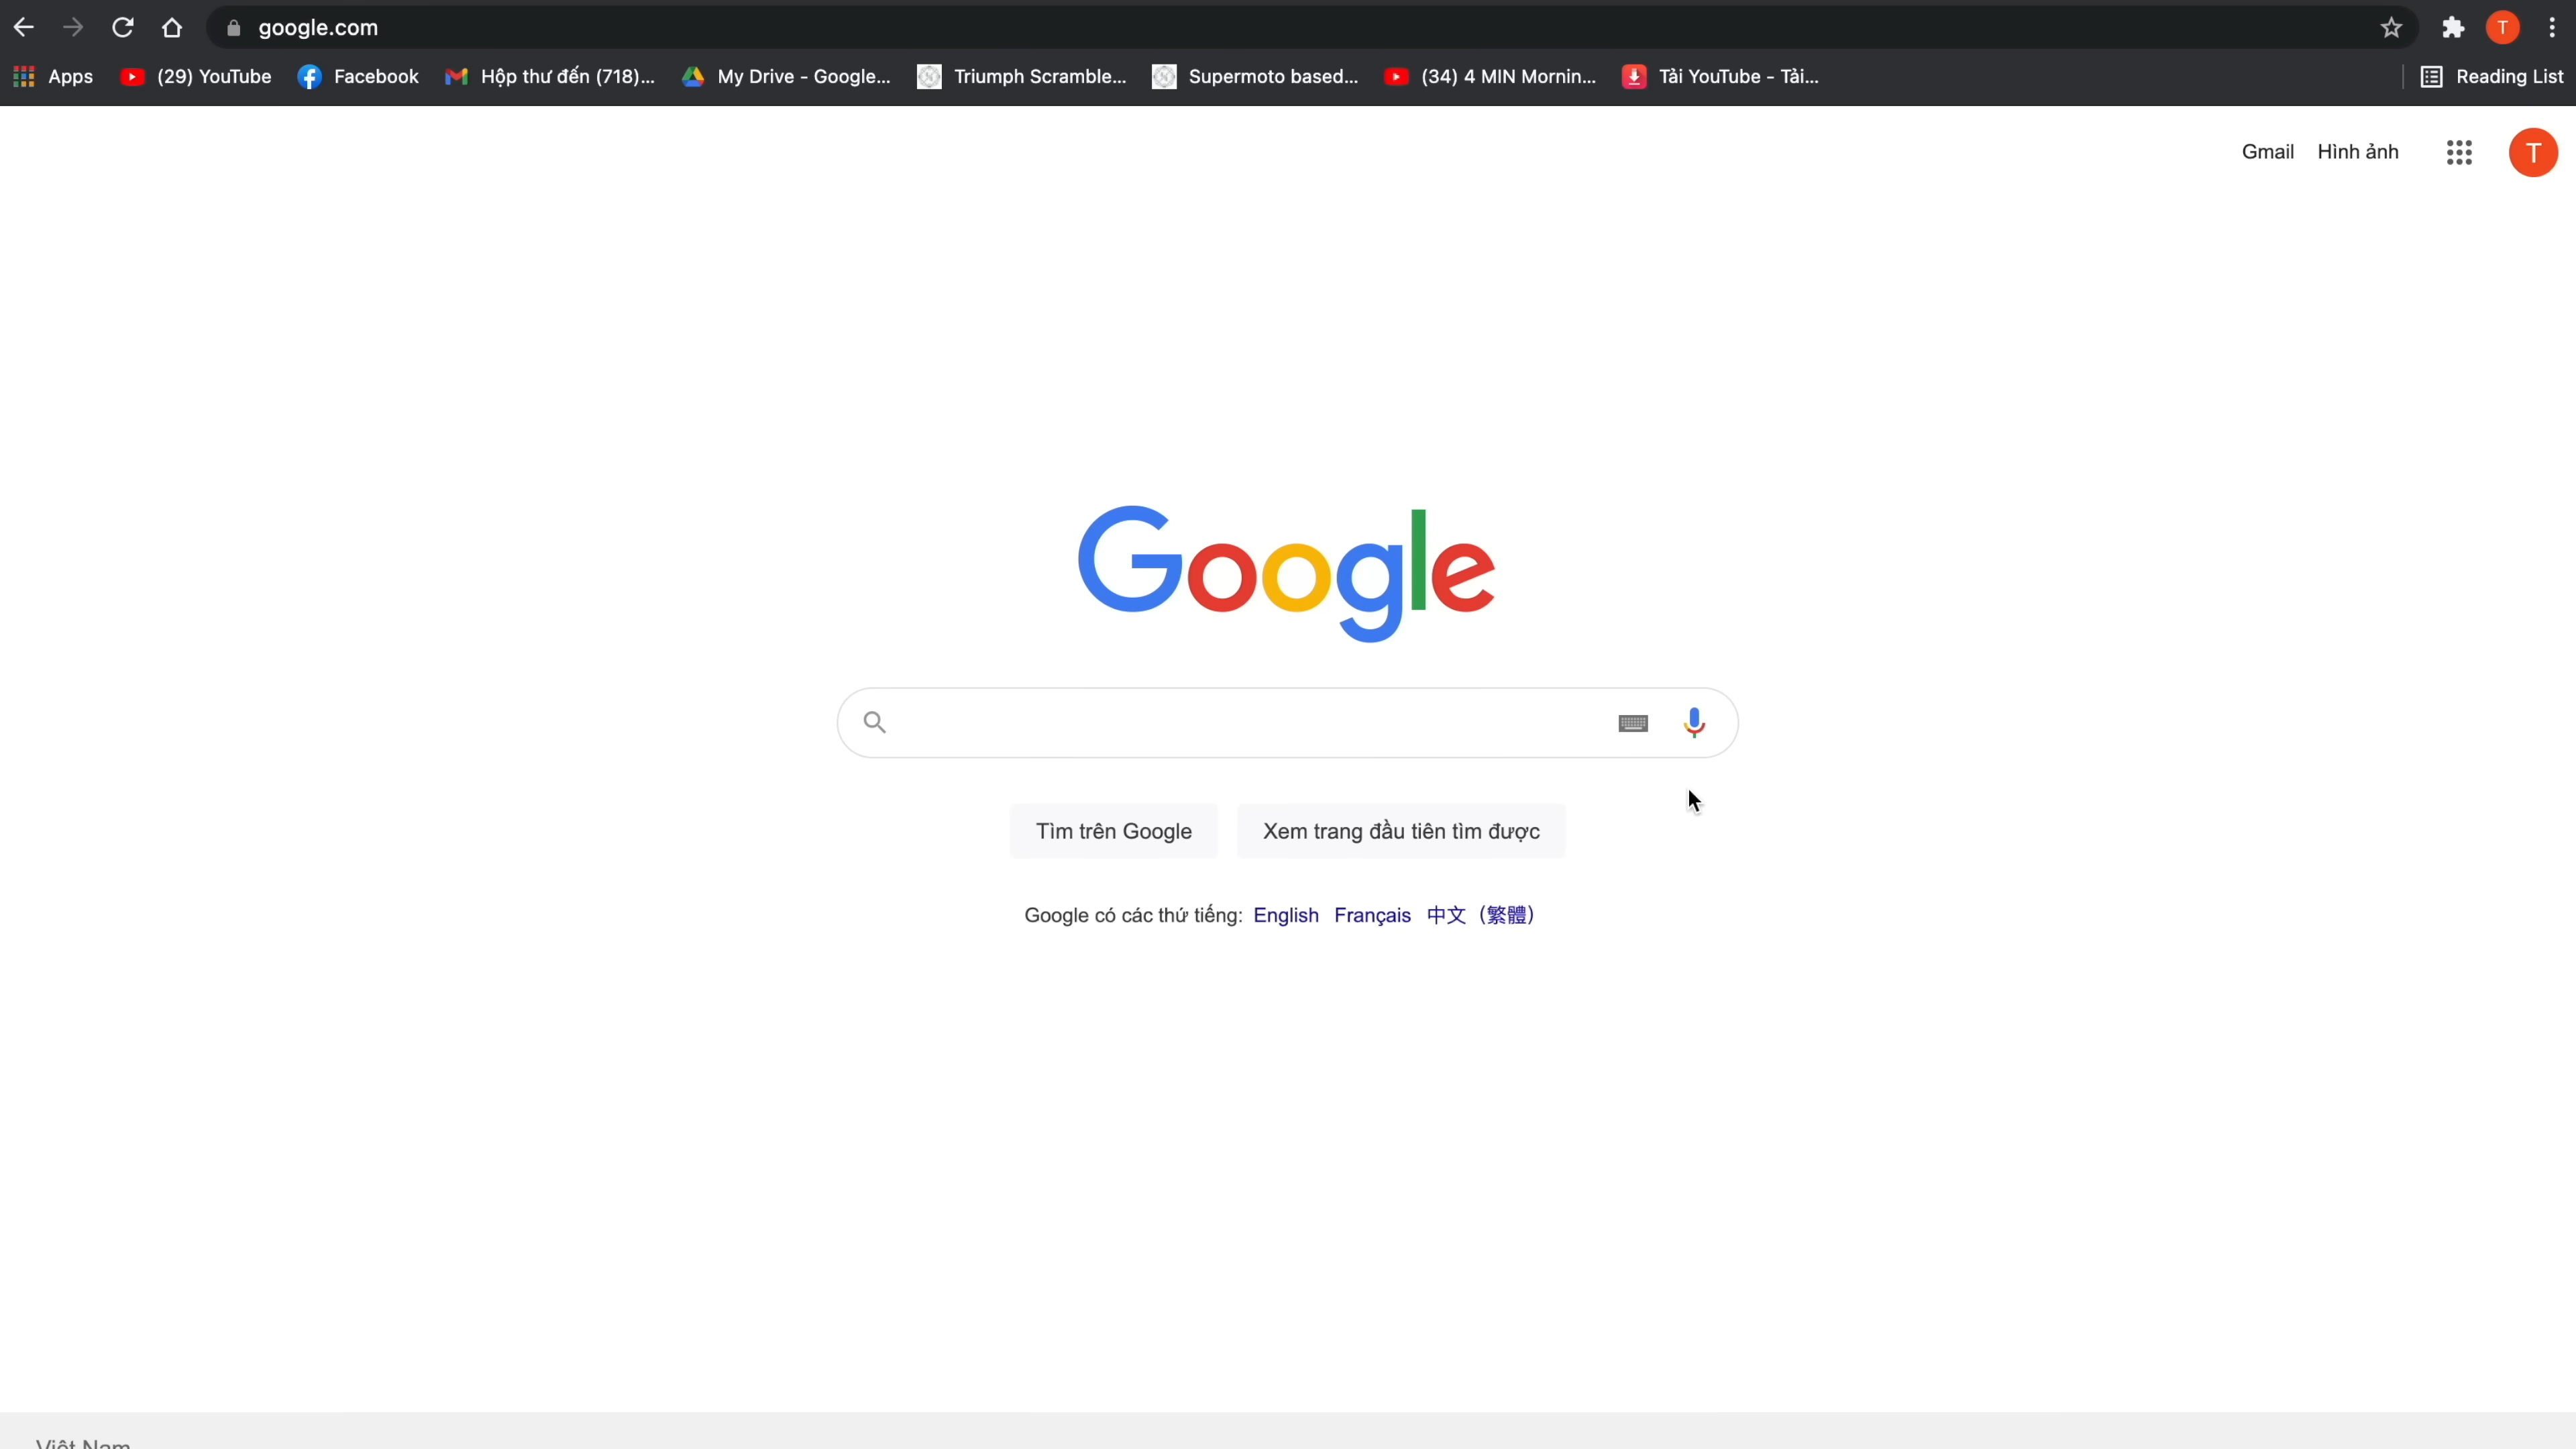 google.com
T
Apps
(29) YouTube
Facebook
Hộp thư đến (718)...
My Drive - Google...
Triumph Scramble...
Supermoto based...
(34) 4 MIN Mornin...
Tải YouTube - Tải...
Reading List
Gmail
Hình ảnh
T
Google
Tìm trên Google
Xem trang đầu tiên tìm được
Google có các thứ tiếng: English Français 中文 (繁體)
Việt Nam